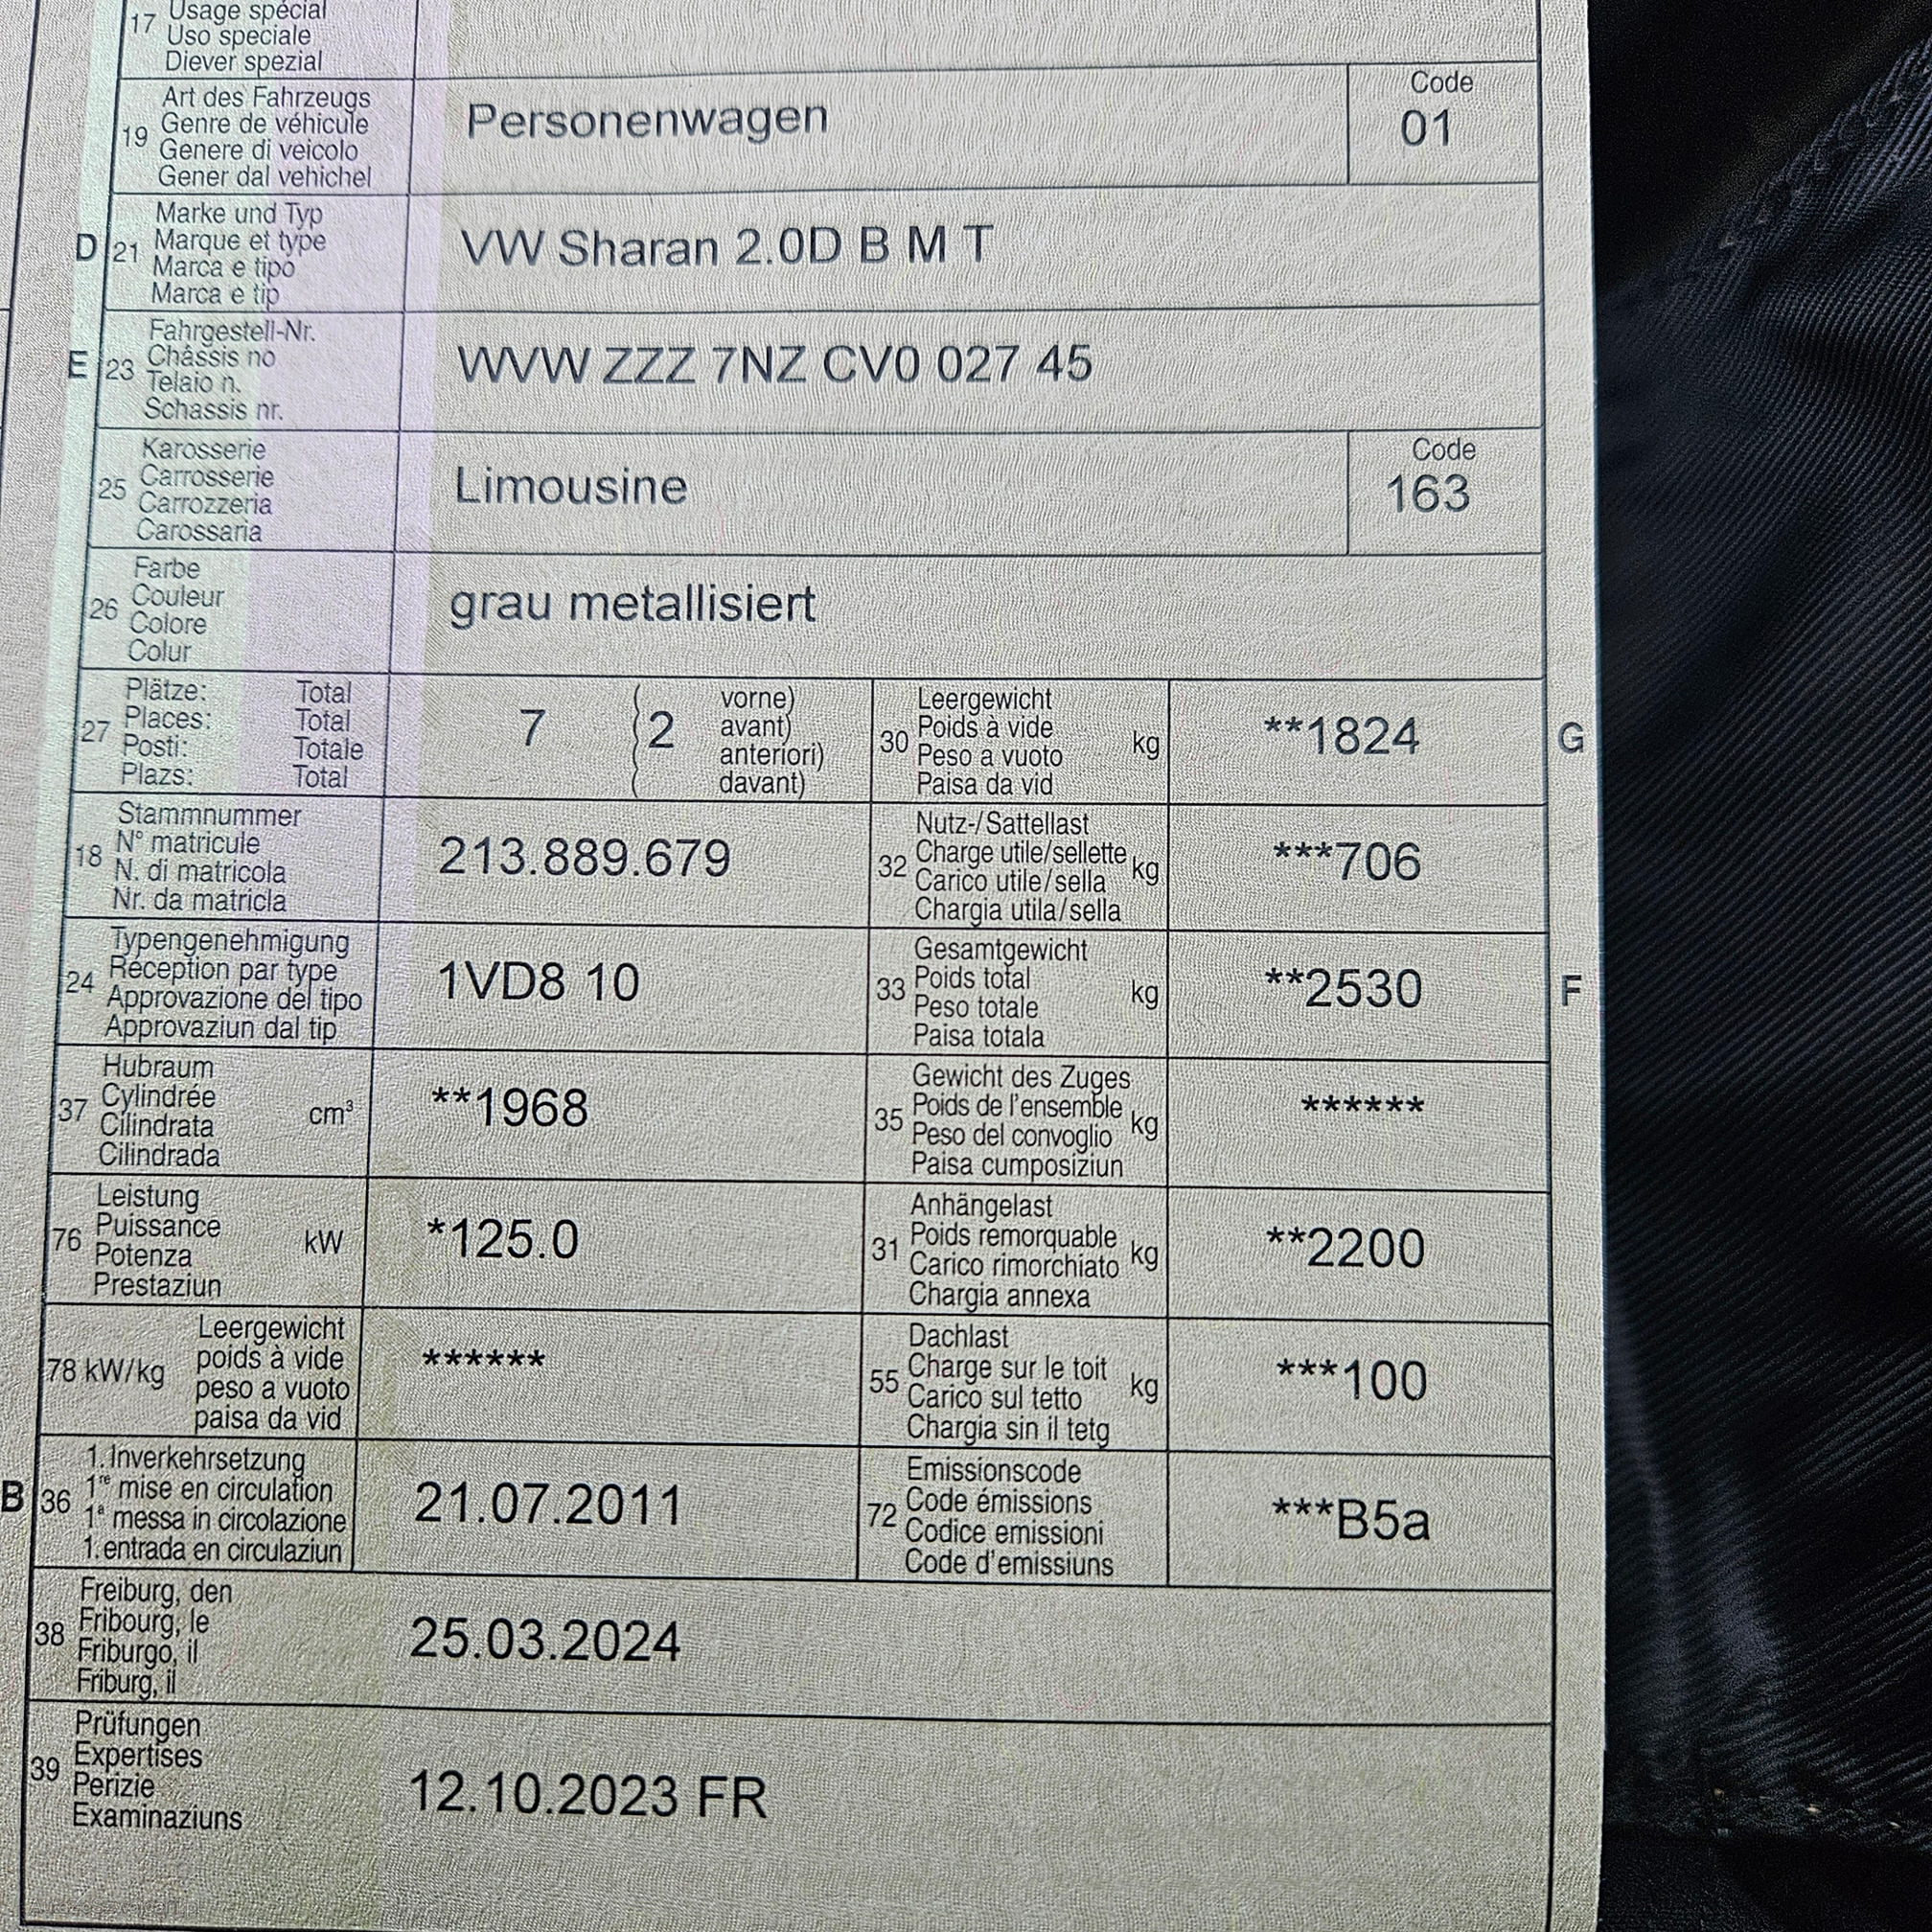 17 Usage spécial
Uso speciale
Diever spezial
19 Art des Fahrzeugs
Genre de véhicule
Genere di veicolo
Gener dal vehichel
Personenwagen
Code
01
D 21 Marke und Typ
Marque et type
Marca e tipo
Marca e tip
VW Sharan 2.0D B M T
E 23 Fahrgestell-Nr.
Châssis no
Telaio n.
Schassis nr.
WVW ZZZ 7NZ CV0 027 45
25 Karosserie
Carrosserie
Carrozzeria
Carossaria
Limousine
Code
163
26 Farbe
Couleur
Colore
Colur
grau metallisiert
27 Plätze: Total
Places: Total
Posti: Totale
Plazs: Total
7 (2 vorne)
avant)
anteriori)
davant)
30 Leergewicht
Poids à vide
Peso a vuoto
Paisa da vid
kg
**1824
G
18 Stammnummer
N° matricule
N. di matricola
Nr. da matricla
213.889.679
32 Nutz-/Sattellast
Charge utile/sellette
Carico utile/sella
Chargia utila/sella
kg
***706
24 Typengenehmigung
Réception par type
Approvazione del tipo
Approvaziun dal tip
1VD8 10
33 Gesamtgewicht
Poids total
Peso totale
Paisa totala
kg
**2530
F
37 Hubraum
Cylindrée
Cilindrata
Cilindrada
cm³
**1968
35 Gewicht des Zuges
Poids de l'ensemble
Peso del convoglio
Paisa cumposiziun
kg
******
76 Leistung
Puissance
Potenza
Prestaziun
kW
*125.0
31 Anhängelast
Poids remorquable
Carico rimorchiato
Chargia annexa
kg
**2200
78 kW/kg Leergewicht
poids à vide
peso a vuoto
paisa da vid
******
55 Dachlast
Charge sur le toit
Carico sul tetto
Chargia sin il tetg
kg
***100
B 36 1. Inverkehrsetzung
1re mise en circulation
1a messa in circolazione
1. entrada en circulaziun
21.07.2011
72 Emissionscode
Code émissions
Codice emissioni
Code d'emissiuns
***B5a
38 Freiburg, den
Fribourg, le
Friburgo, il
Friburg, il
25.03.2024
39 Prüfungen
Expertises
Perizie
Examinaziuns
12.10.2023 FR